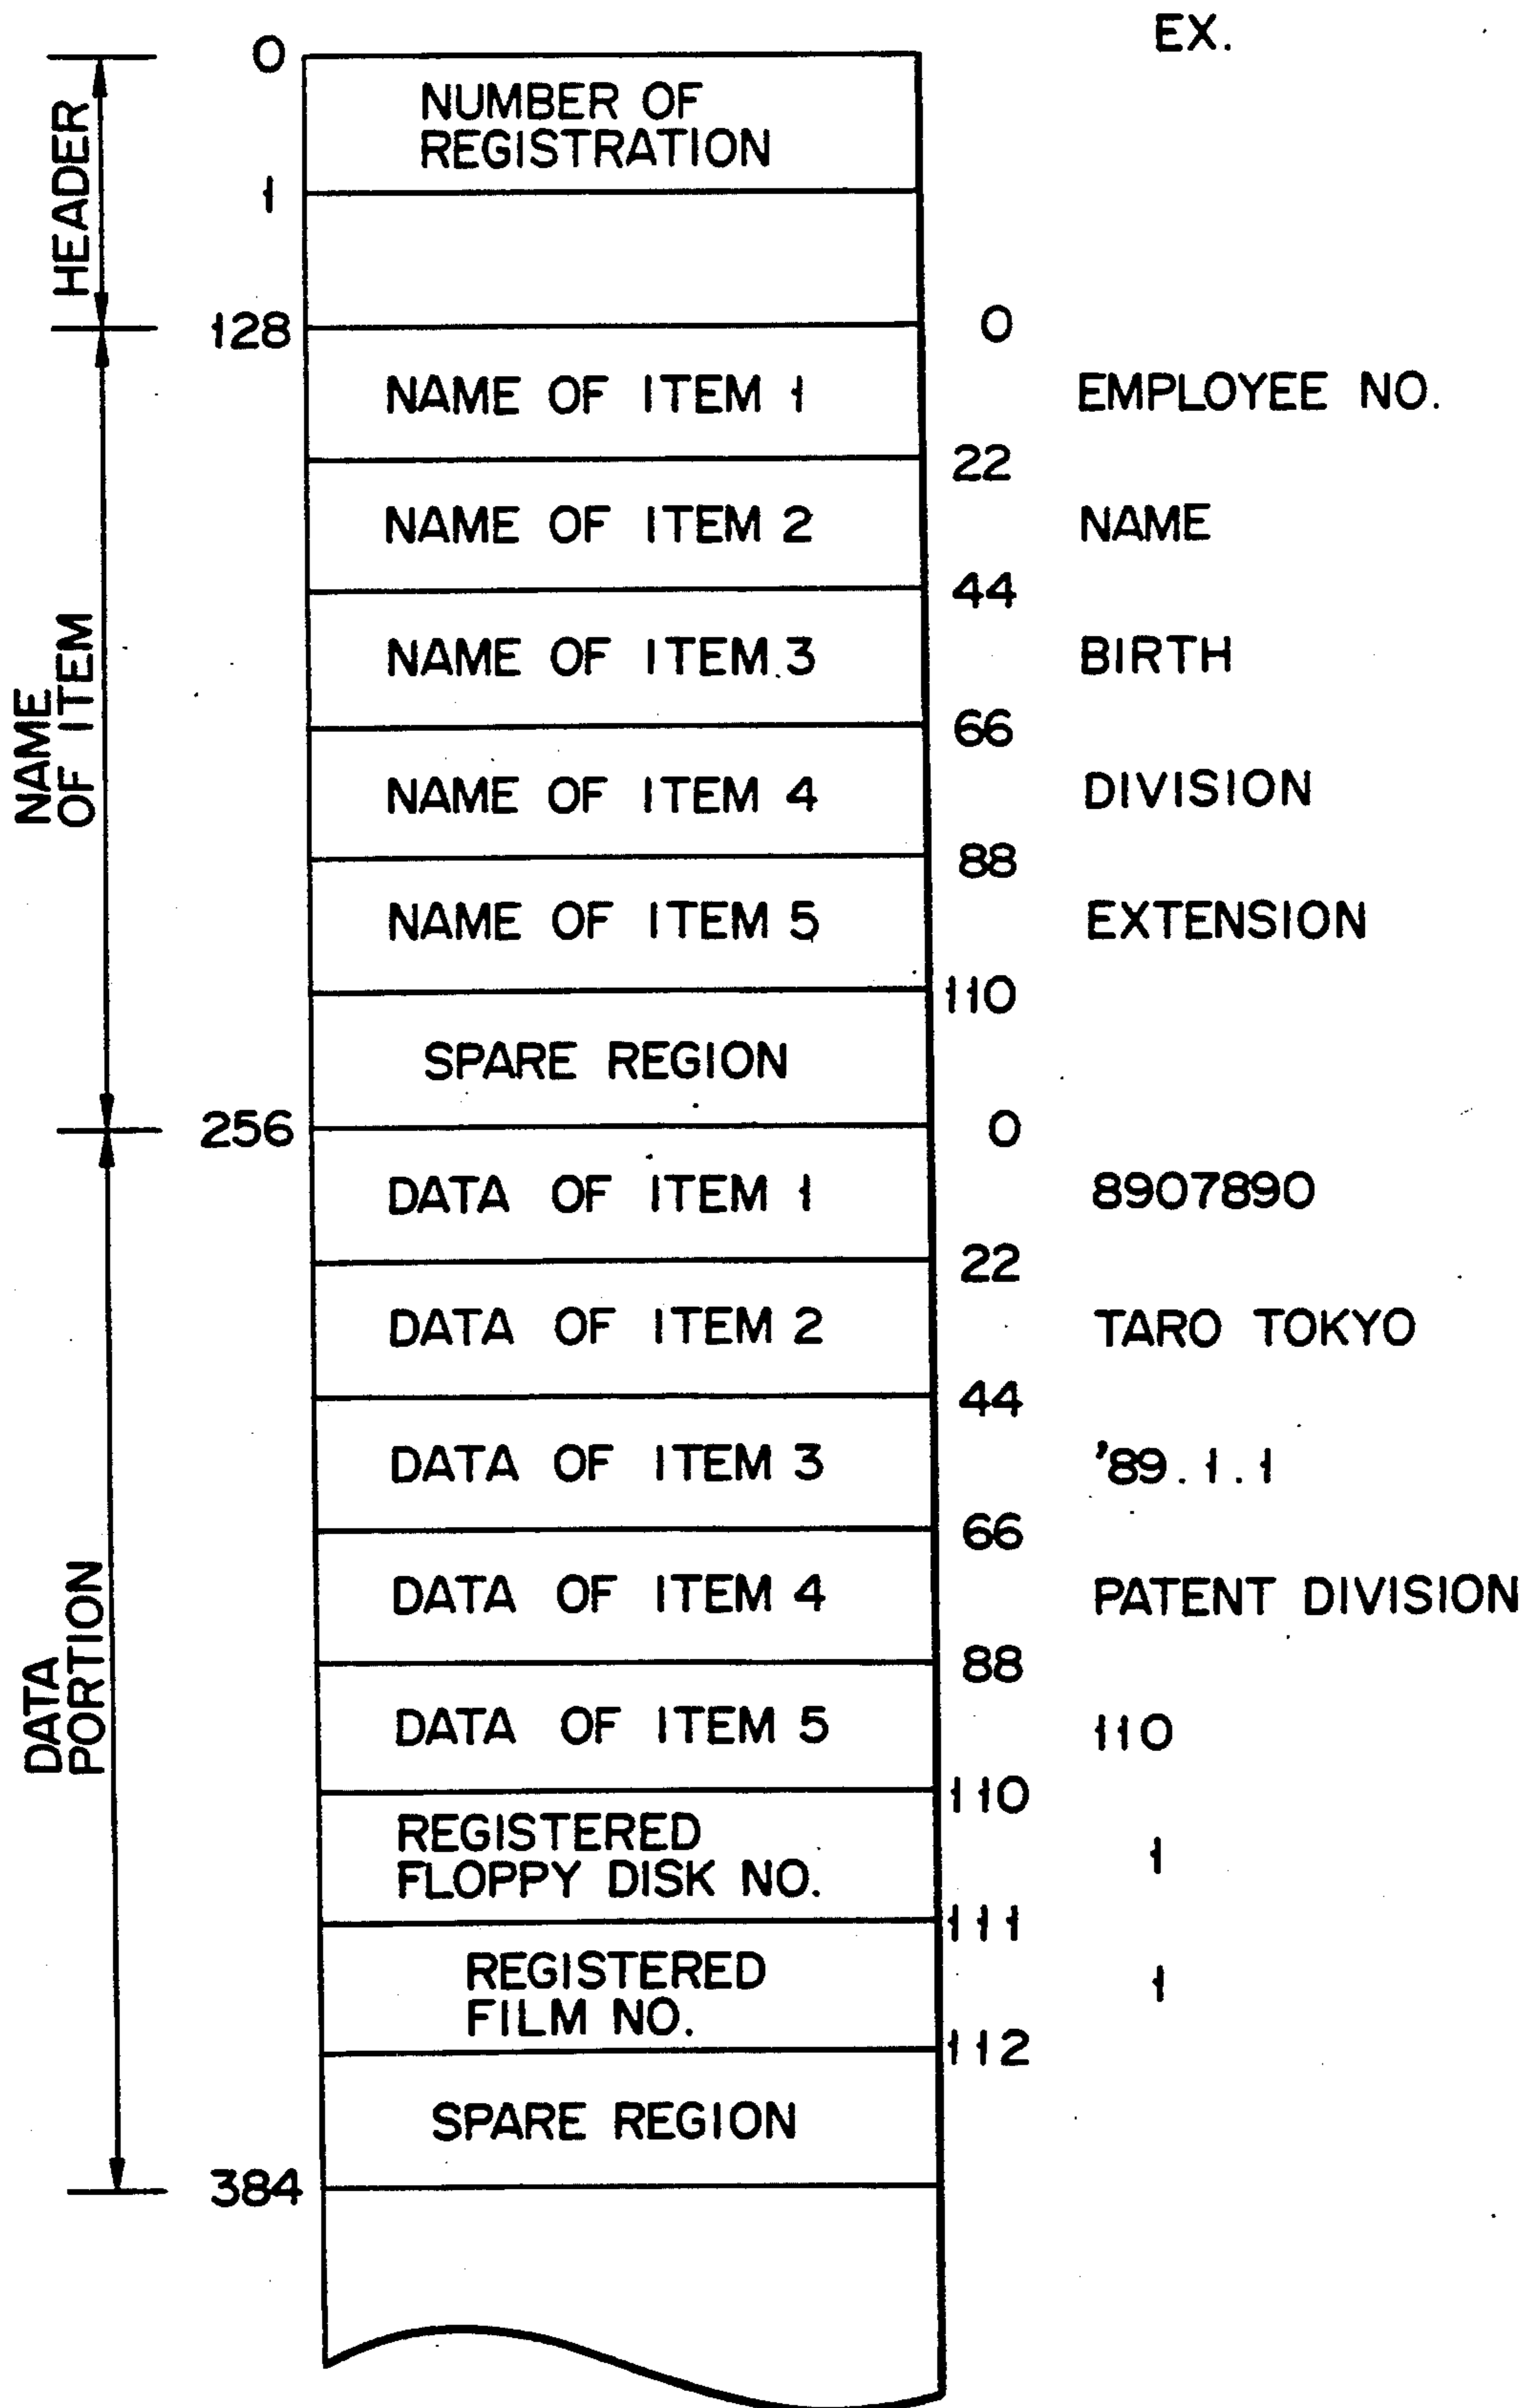 EX.
0
NUMBER OF
REGISTRATION
1
HEADER
128
0
NAME OF ITEM 1
EMPLOYEE NO.
22
NAME OF ITEM 2
NAME
44
NAME OF ITEM 3
BIRTH
66
NAME
OF ITEM
NAME OF ITEM 4
DIVISION
88
NAME OF ITEM 5
EXTENSION
110
SPARE REGION
256
0
DATA OF ITEM 1
8907890
22
DATA OF ITEM 2
TARO TOKYO
44
DATA OF ITEM 3
'89.1.1
66
DATA OF ITEM 4
PATENT DIVISION
88
DATA
PORTION
DATA OF ITEM 5
110
110
REGISTERED
FLOPPY DISK NO.
1
111
REGISTERED
FILM NO.
1
112
SPARE REGION
384